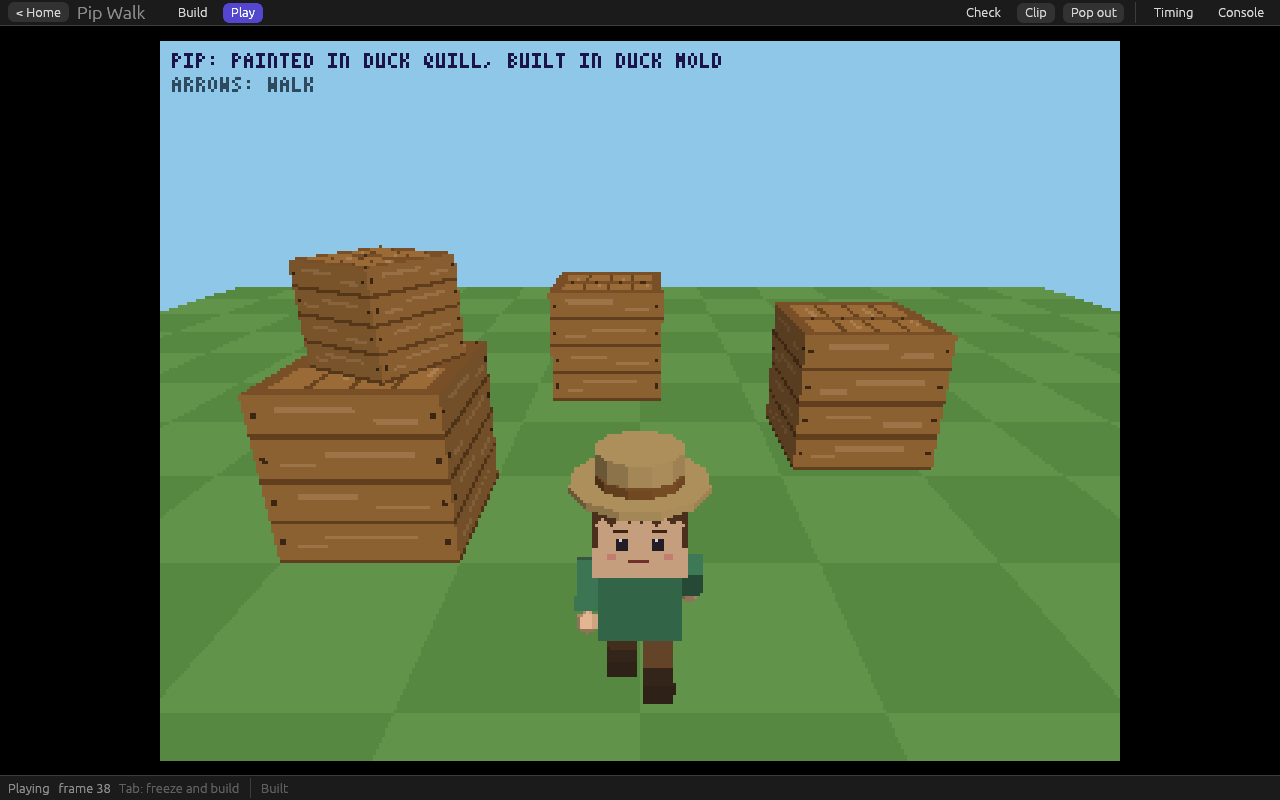 < Home Pip Walk Build Play Check Clip Pop out Timing Console
PIP: PAINTED IN DUCK QUILL, BUILT IN DUCK MOLD
ARROWS: WALK
Playing frame 38 Tab: freeze and build Built